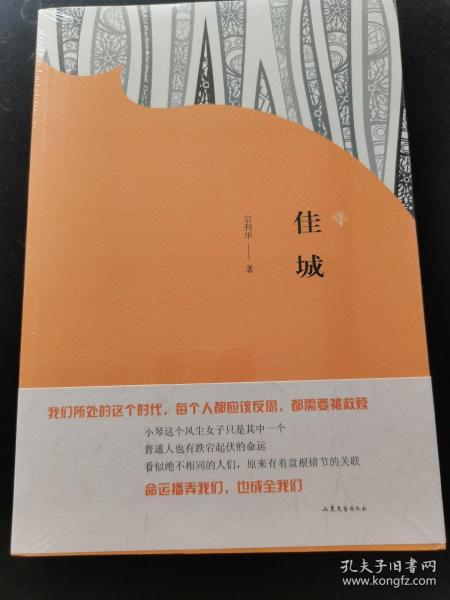 佳城
宗利华——著
我们所处的这个时代，每个人都应该反思，都需要被救赎
小琴这个风尘女子只是其中一个
普通人也有跌宕起伏的命运
看似绝不相同的人们，原来有着盘根错节的关联
命运播弄我们，也成全我们
山东文艺出版社
孔夫子旧书网
www.kongfz.com